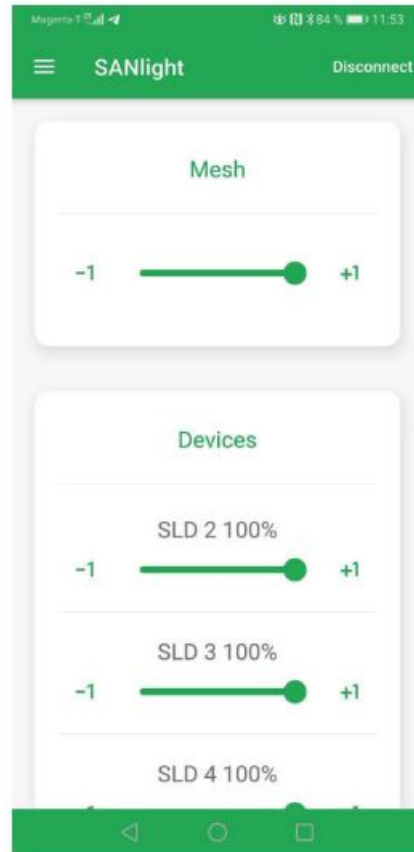 Magenta-T 84 % 11:53
SANlight Disconnect
Mesh
−1 +1
Devices
SLD 2 100%
−1 +1
SLD 3 100%
−1 +1
SLD 4 100%